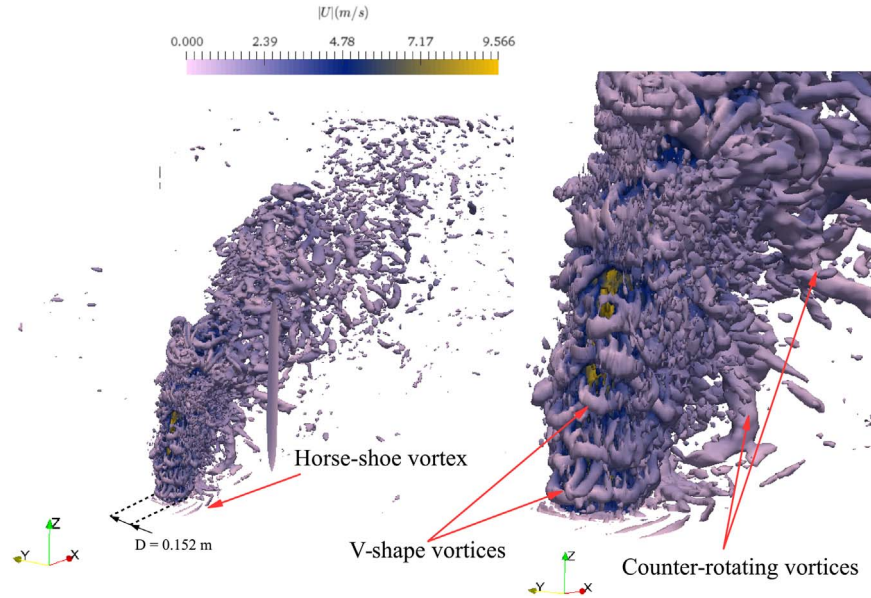 |U|(m/s)
0.000 2.39 4.78 7.17 9.566
Horse-shoe vortex
Z
Y X
D = 0.152 m
V-shape vortices
Z
Y X
Counter-rotating vortices